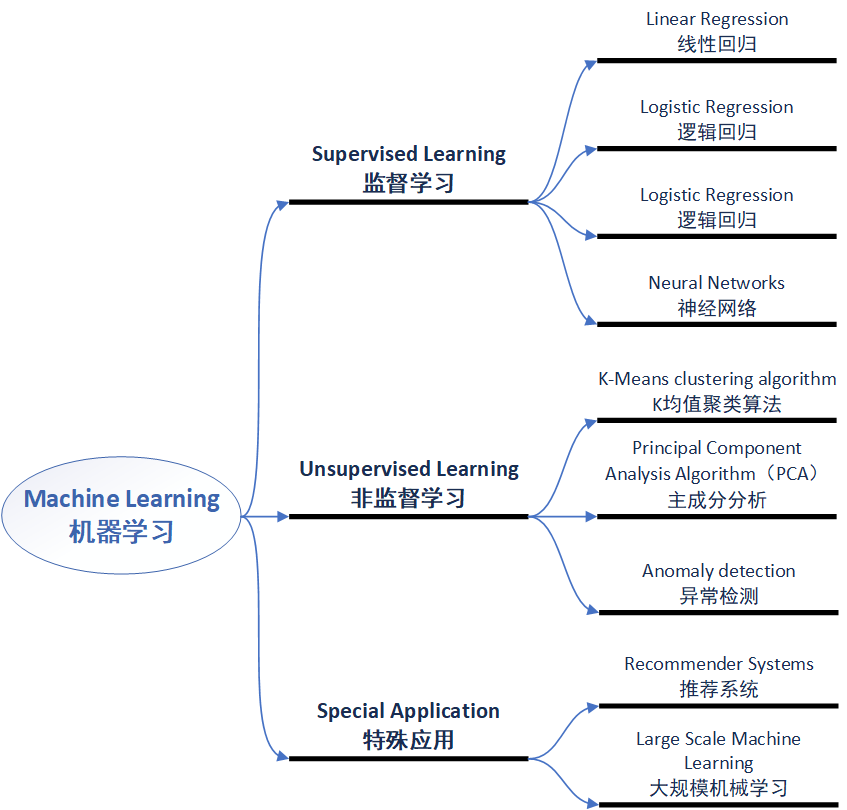 Machine Learning
机器学习
Supervised Learning
监督学习
Linear Regression
线性回归
Logistic Regression
逻辑回归
Logistic Regression
逻辑回归
Neural Networks
神经网络
Unsupervised Learning
非监督学习
K-Means clustering algorithm
K均值聚类算法
Principal Component
Analysis Algorithm（PCA）
主成分分析
Anomaly detection
异常检测
Special Application
特殊应用
Recommender Systems
推荐系统
Large Scale Machine
Learning
大规模机械学习